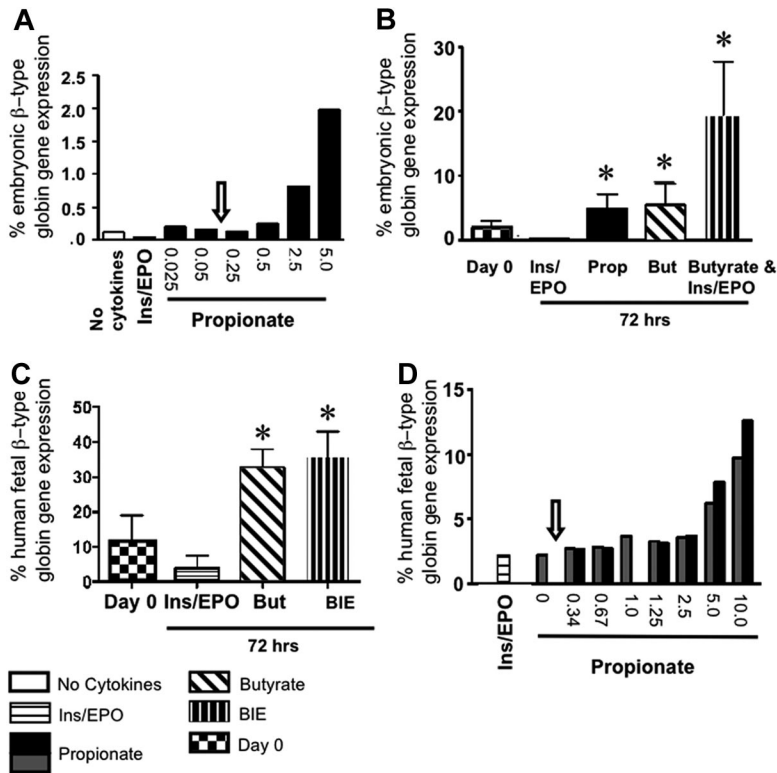 A
% embryonic β-type
globin gene expression
2.5
2.0
1.5
1.0
0.5
.0
No
cytokines
Ins/EPO
0.025
0.05
0.25
0.5
2.5
5.0
Propionate
B
% embryonic β-type
globin gene expression
30
20
10
0
*
*
*
Day 0
Ins/
EPO
Prop
But
Butyrate &
Ins/EPO
72 hrs
C
% human fetal β-type
globin gene expression
50
40
30
20
10
0
*
*
Day 0
Ins/EPO
But
BIE
72 hrs
D
% human fetal β-type
globin gene expression
15
10
5
0
Ins/EPO
0
0.34
0.67
1.0
1.25
2.5
5.0
10.0
Propionate
No Cytokines
Ins/EPO
Propionate
Butyrate
BIE
Day 0